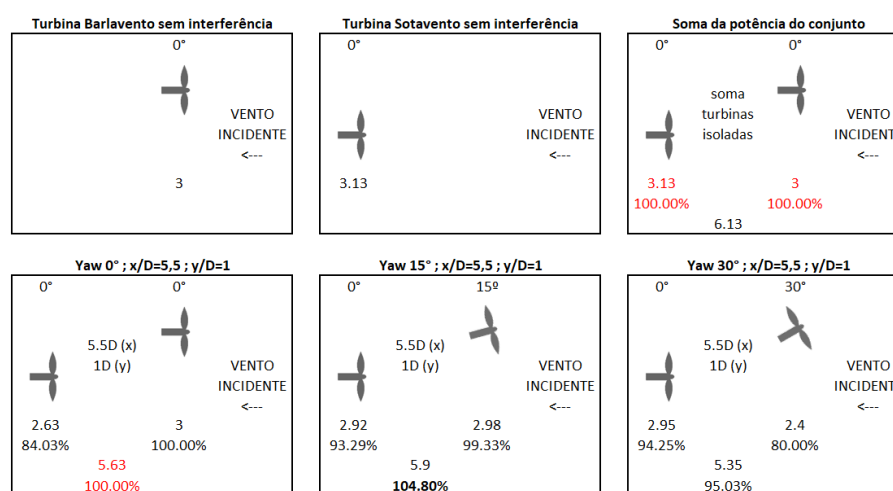 Turbina Barlavento sem interferência
0°
VENTO
INCIDENTE
<---
3
Turbina Sotavento sem interferência
0°
VENTO
INCIDENTE
<---
3.13
Soma da potência do conjunto
0° 0°
soma
turbinas
isoladas
VENTO
INCIDENT
<---
3.13 3
100.00% 100.00%
6.13
Yaw 0° ; x/D=5,5 ; y/D=1
0° 0°
5.5D (x)
1D (y)
VENTO
INCIDENTE
<---
2.63 3
84.03% 100.00%
5.63
100.00%
Yaw 15° ; x/D=5,5 ; y/D=1
0° 15º
5.5D (x)
1D (y)
VENTO
INCIDENTE
<---
2.92 2.98
93.29% 99.33%
5.9
104.80%
Yaw 30° ; x/D=5,5 ; y/D=1
0° 30°
5.5D (x)
1D (y)
VENTO
INCIDENT
<---
2.95 2.4
94.25% 80.00%
5.35
95.03%